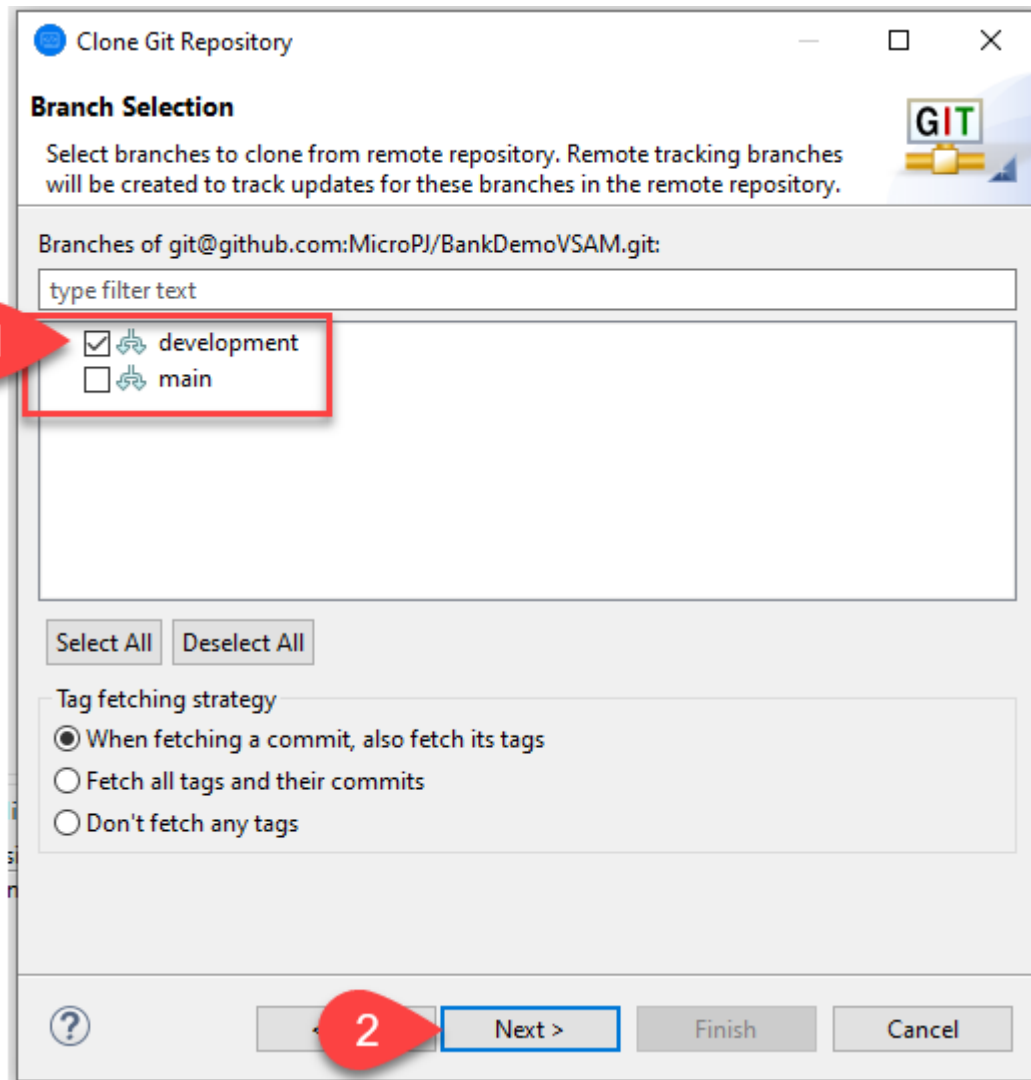 Clone Git Repository
Branch Selection
GIT
Select branches to clone from remote repository. Remote tracking branches
will be created to track updates for these branches in the remote repository.
Branches of git@github.com:MicroPJ/BankDemoVSAM.git:
type filter text
development
main
Select All
Deselect All
Tag fetching strategy
When fetching a commit, also fetch its tags
Fetch all tags and their commits
Don't fetch any tags
?
<
2
Next >
Finish
Cancel